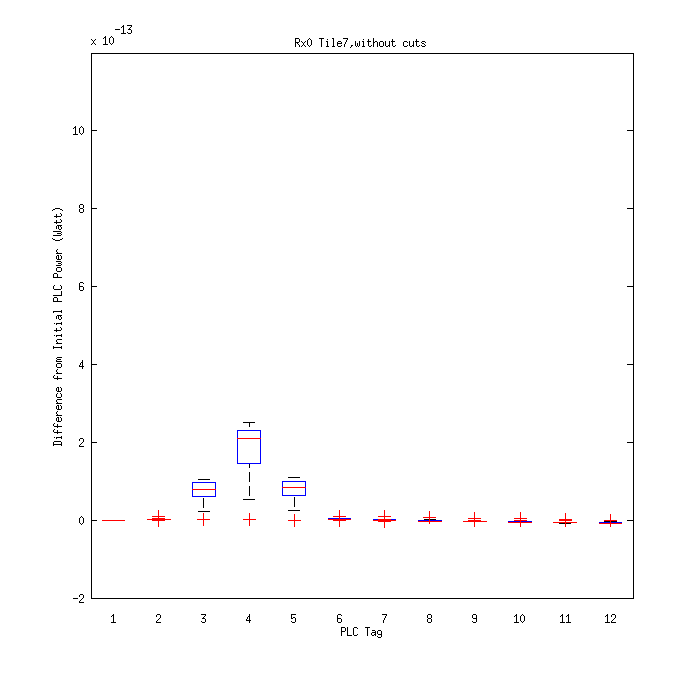 x 10-13
Rx0 Tile7,without cuts
10
8
6
4
2
0
-2
Difference from Initial PLC Power (Watt)
1 2 3 4 5 6 7 8 9 10 11 12
PLC Tag